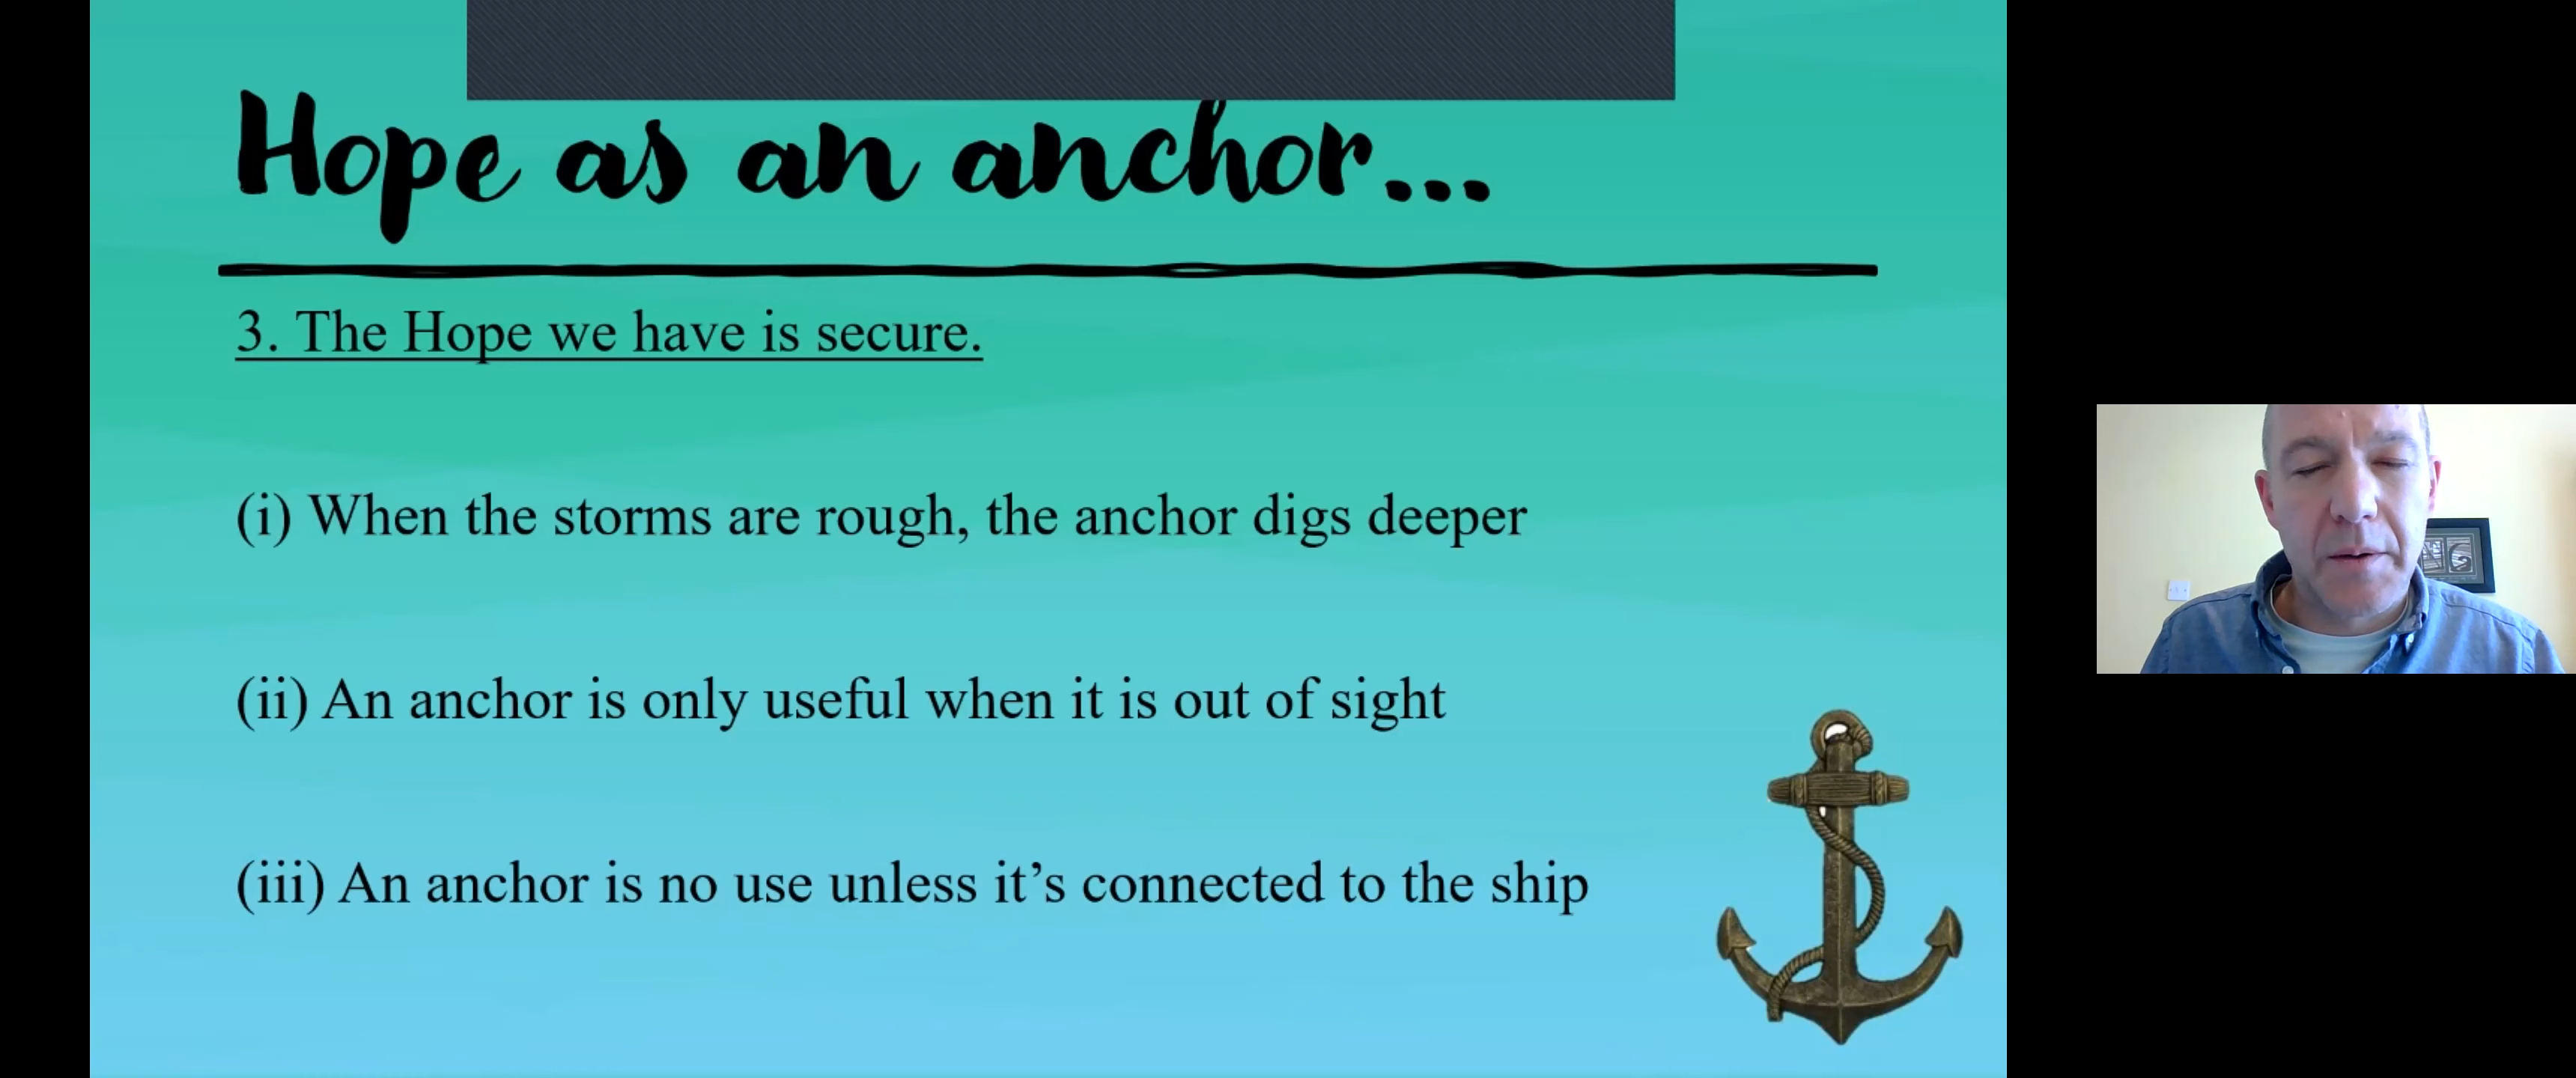 Hope as an anchor...
3. The Hope we have is secure.
(i) When the storms are rough, the anchor digs deeper
(ii) An anchor is only useful when it is out of sight
(iii) An anchor is no use unless it’s connected to the ship